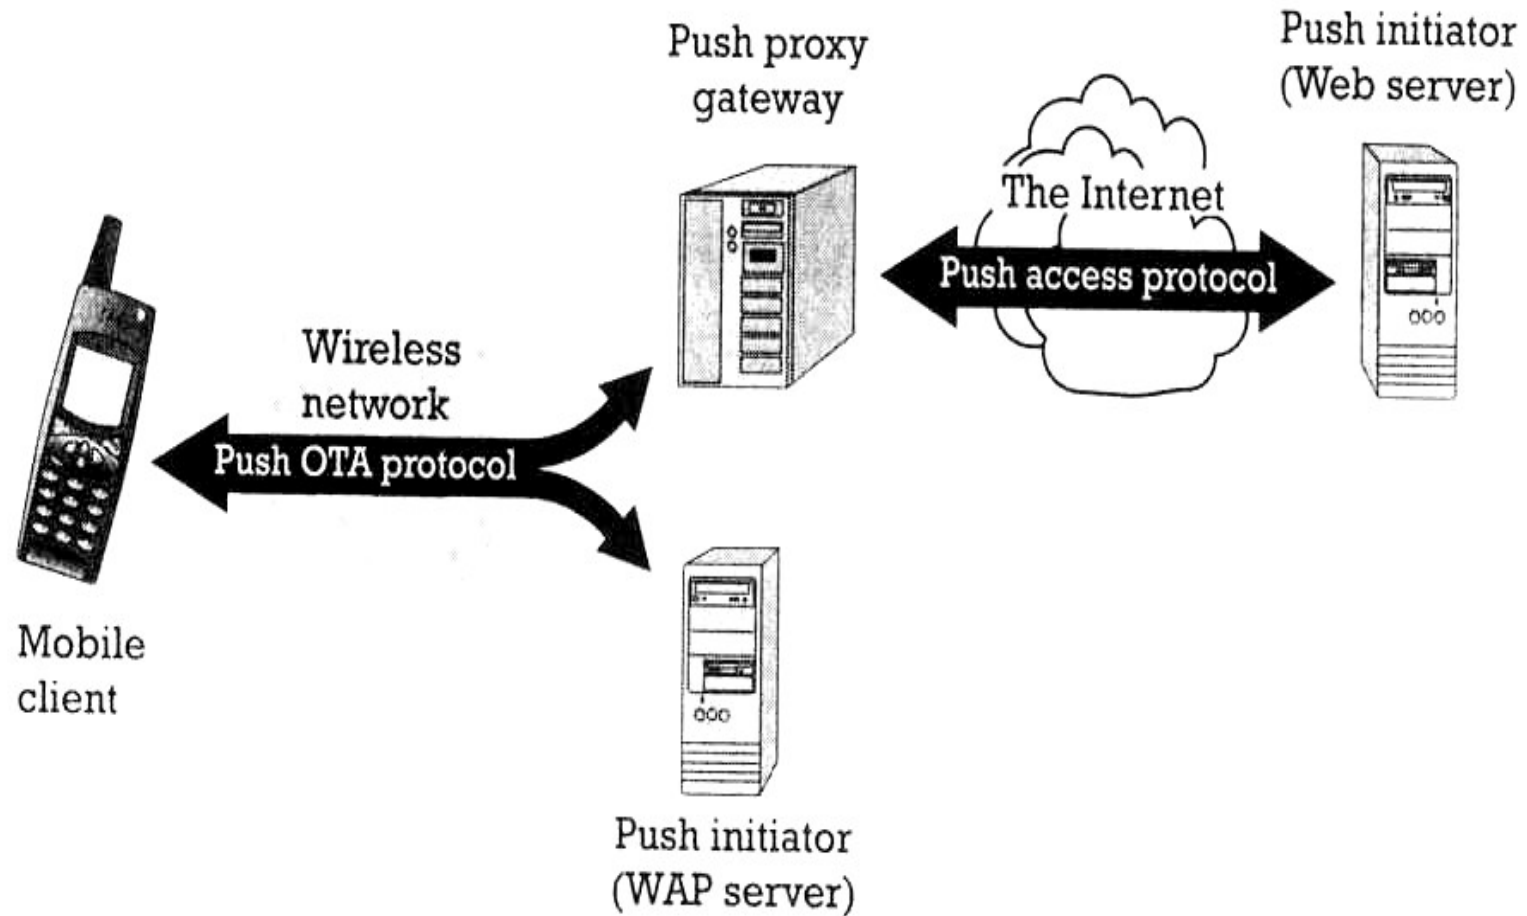 Push proxy
gateway
Push initiator
(Web server)
The Internet
Push access protocol
Wireless
network
Push OTA protocol
Mobile
client
Push initiator
(WAP server)